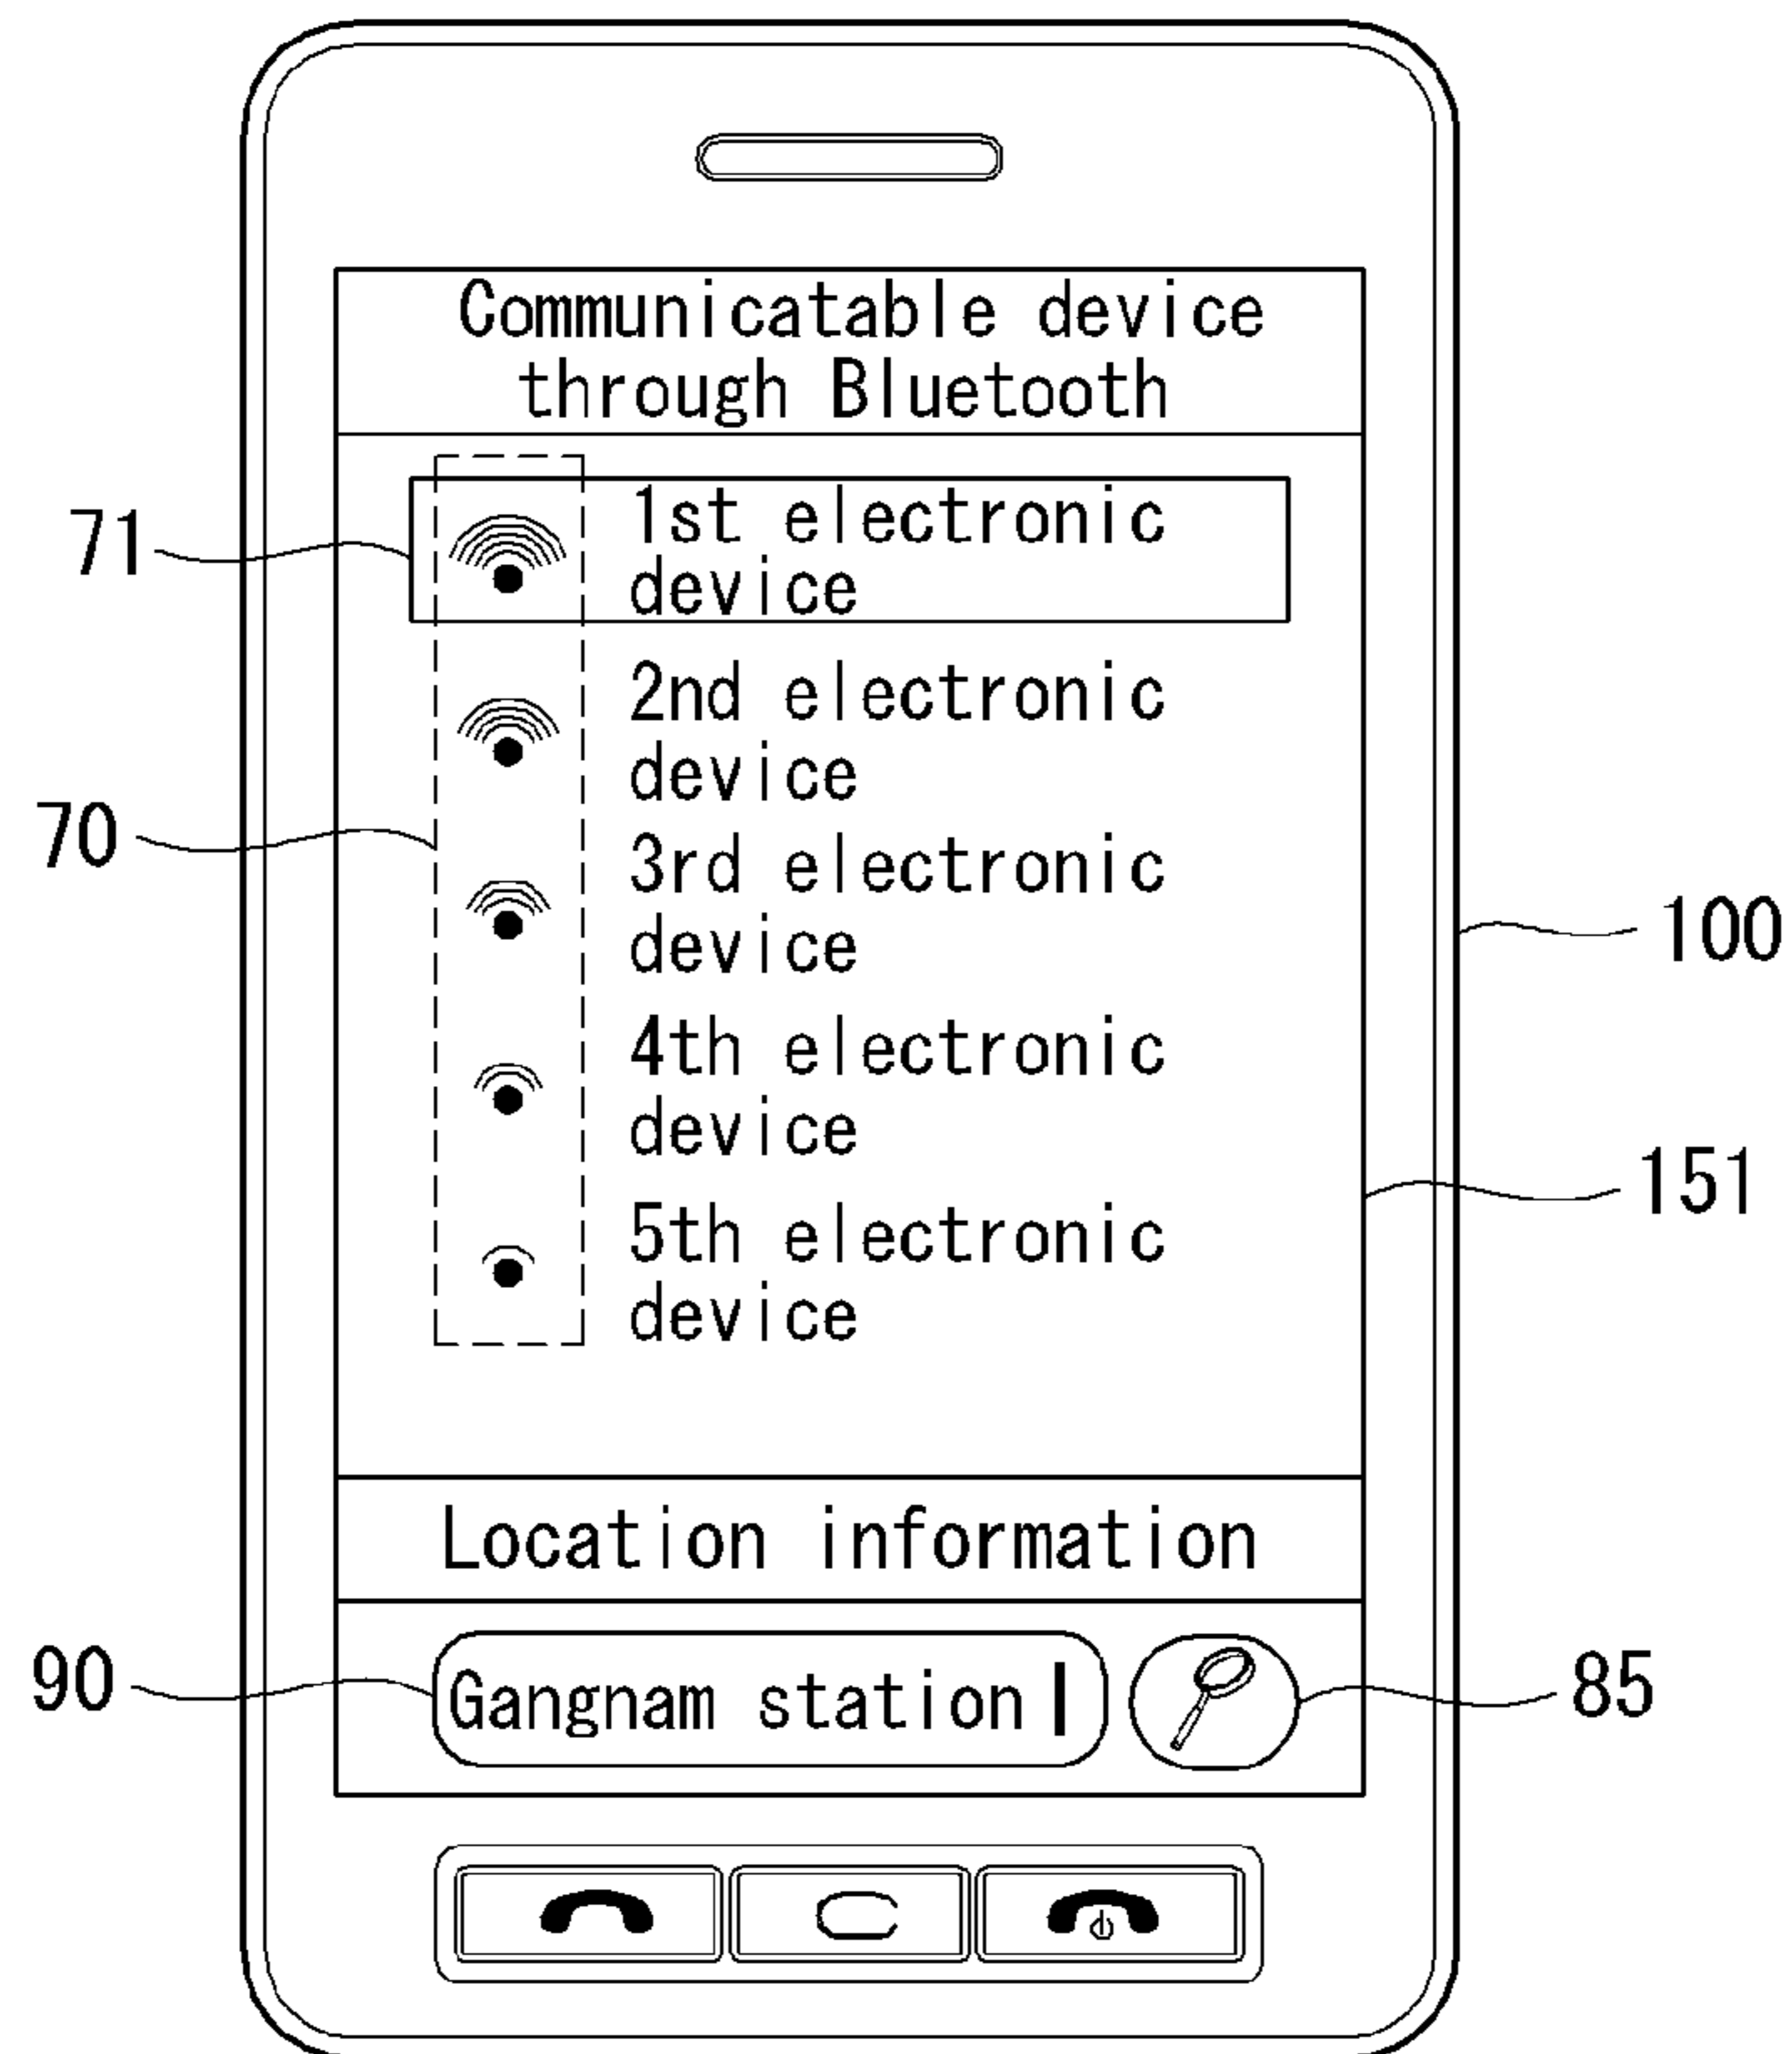 Communicatable device
through Bluetooth
71
1st electronic
device
2nd electronic
device
70
3rd electronic
device
100
4th electronic
device
151
5th electronic
device
Location information
90
Gangnam station
85
C